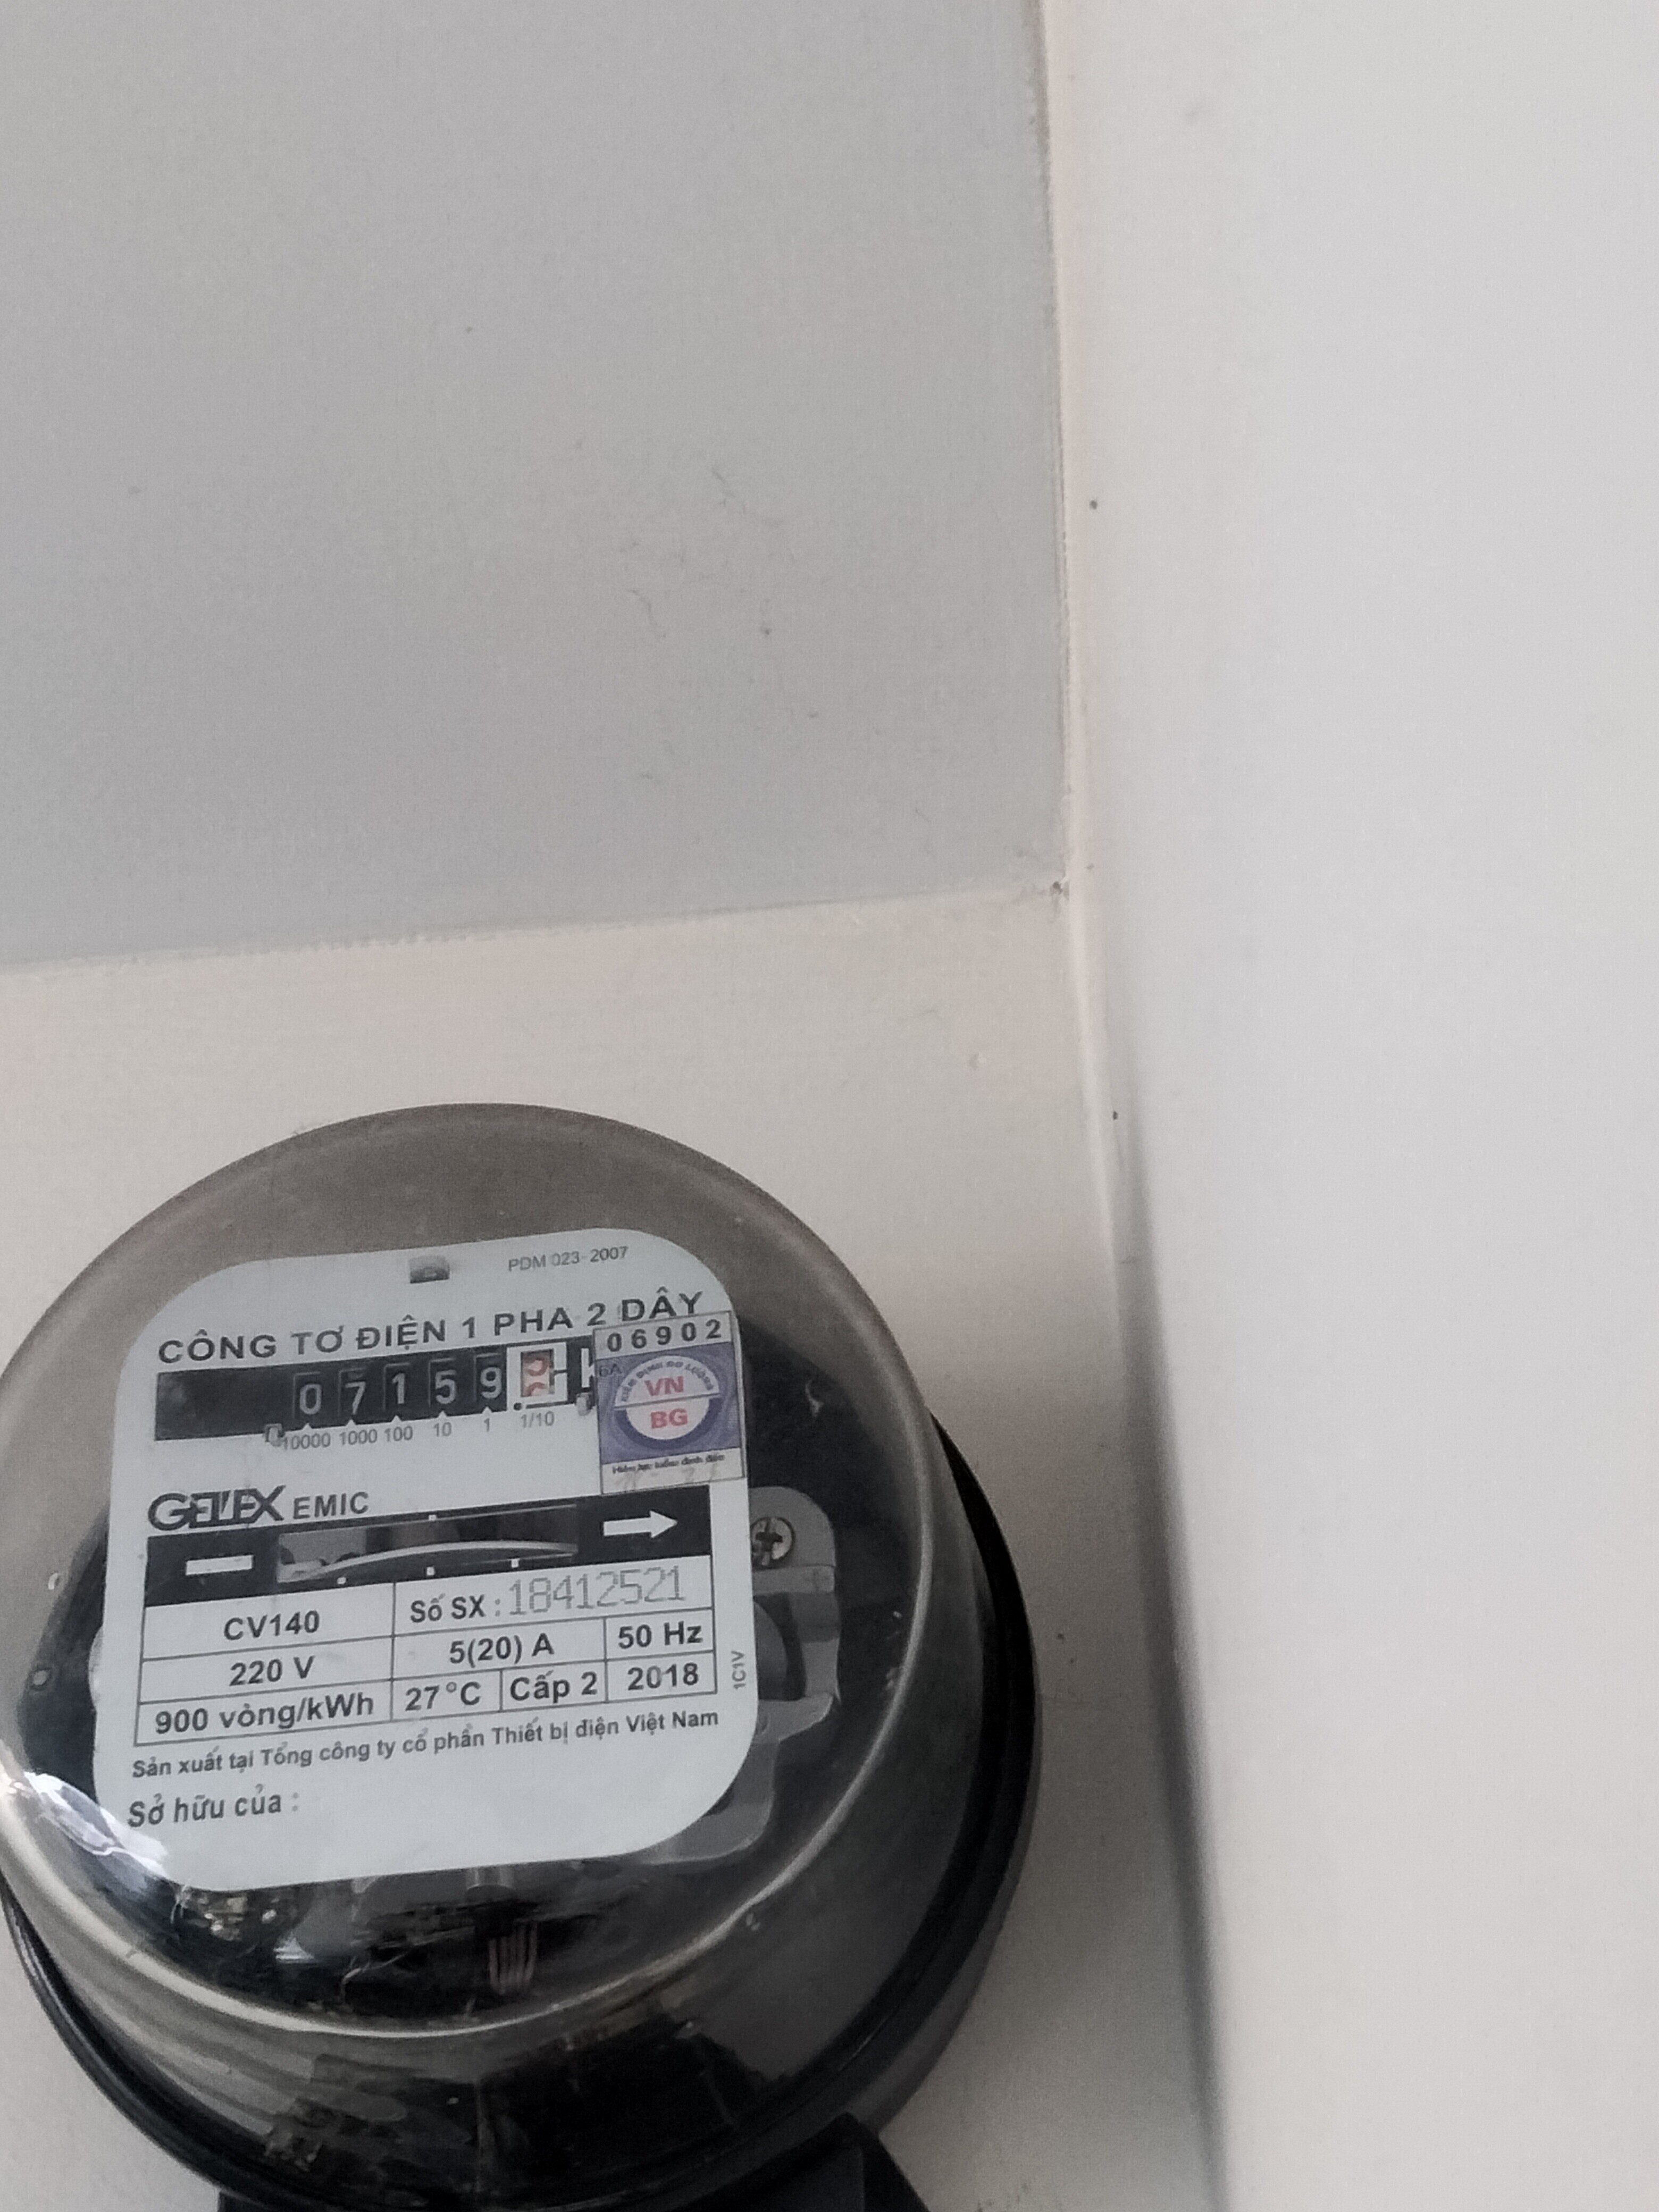 PDM 023-2007
CÔNG TƠ ĐIỆN 1 PHA 2 DÂY
06902
0 7 1 5 9
6A
VN
BG
10000 1000 100 10 1 1/10
GELEX EMIC
CV140
Số SX : 18412521
220 V
5(20) A
50 Hz
900 vòng/kWh
27°C
Cấp 2
2018
1C1V
Sản xuất tại Tổng công ty cổ phần Thiết bị điện Việt Nam
Sở hữu của :